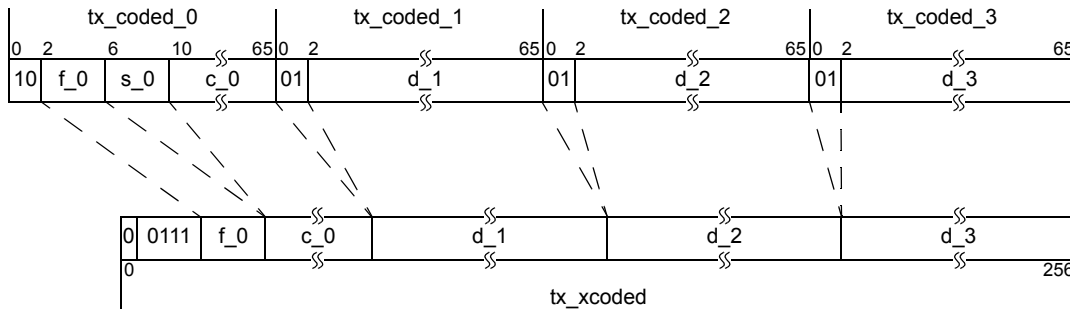 tx_coded_0 tx_coded_1 tx_coded_2 tx_coded_3
0 2 6 10 65 0 2 65 0 2 65 0 2 65
10 f_0 s_0 c_0 01 d_1 01 d_2 01 d_3
0 0111 f_0 c_0 d_1 d_2 d_3
0 256
tx_xcoded